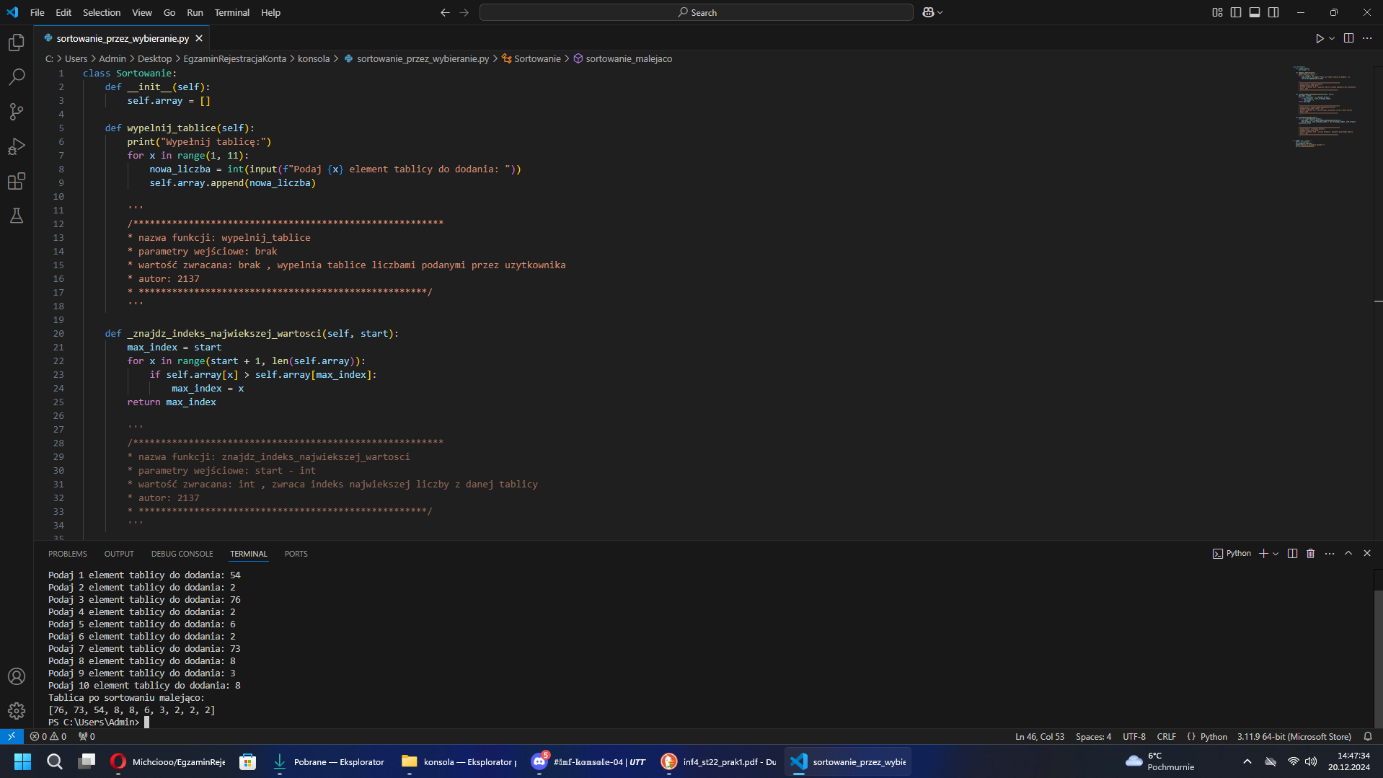 File Edit Selection View Go Run Terminal Help
Search
sortowanie_przez_wybieranie.py
C: > Users > Admin > Desktop > EgzaminRejestracjaKonta > konsola > sortowanie_przez_wybieranie.py > Sortowanie > sortowanie_malejaco
1 class Sortowanie:
2 def __init__(self):
3 self.array = []
4
5 def wypelnij_tablice(self):
6 print("Wypełnij tablicę:")
7 for x in range(1, 11):
8 nowa_liczba = int(input(f"Podaj {x} element tablicy do dodania: "))
9 self.array.append(nowa_liczba)
10
11 '''
12 /********************************************************
13 * nazwa funkcji: wypelnij_tablice
14 * parametry wejściowe: brak
15 * wartość zwracana: brak , wypelnia tablice liczbami podanymi przez uzytkownika
16 * autor: 2137
17 * ****************************************************/
18 '''
19
20 def _znajdz_indeks_najwiekszej_wartosci(self, start):
21 max_index = start
22 for x in range(start + 1, len(self.array)):
23 if self.array[x] > self.array[max_index]:
24 max_index = x
25 return max_index
26
27 '''
28 /********************************************************
29 * nazwa funkcji: znajdz_indeks_najwiekszej_wartosci
30 * parametry wejściowe: start - int
31 * wartość zwracana: int , zwraca indeks najwiekszej liczby z danej tablicy
32 * autor: 2137
33 * ****************************************************/
34 '''
35
PROBLEMS OUTPUT DEBUG CONSOLE TERMINAL PORTS
Python
Podaj 1 element tablicy do dodania: 54
Podaj 2 element tablicy do dodania: 2
Podaj 3 element tablicy do dodania: 76
Podaj 4 element tablicy do dodania: 2
Podaj 5 element tablicy do dodania: 6
Podaj 6 element tablicy do dodania: 2
Podaj 7 element tablicy do dodania: 73
Podaj 8 element tablicy do dodania: 8
Podaj 9 element tablicy do dodania: 3
Podaj 10 element tablicy do dodania: 8
Tablica po sortowaniu malejąco:
[76, 73, 54, 8, 8, 6, 3, 2, 2, 2]
PS C:\Users\Admin>
0 0 0 Ln 46, Col 53 Spaces: 4 UTF-8 CRLF {} Python 3.11.9 64-bit (Microsoft Store)
Michciooo/EgzaminReje Pobrane — Eksplorator konsola — Eksplorator p 5 #inf-konsole-04 | UTT inf4_st22_prak1.pdf - Du sortowanie_przez_wybie
6°C
Pochmurnie
14:47:34
20.12.2024